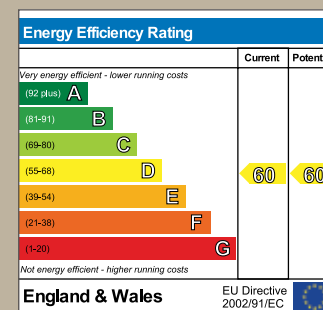 Energy Efficiency Rating
Current Potent
Very energy efficient - lower running costs
(92 plus) A
(81-91) B
(69-80) C
(55-68) D 60 60
(39-54) E
(21-38) F
(1-20) G
Not energy efficient - higher running costs
England & Wales
EU Directive
2002/91/EC